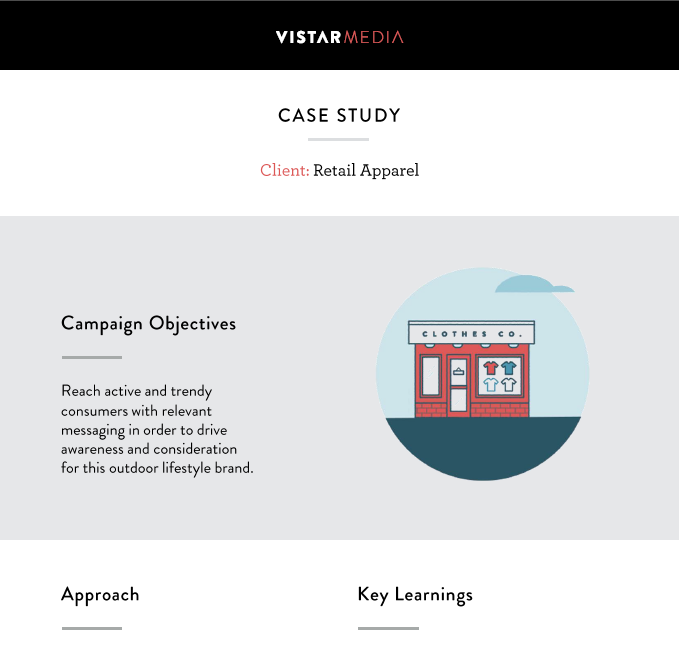 VISTARMEDIA
CASE STUDY
Client: Retail Apparel
Campaign Objectives
Reach active and trendy
consumers with relevant
messaging in order to drive
awareness and consideration
for this outdoor lifestyle brand.
CLOTHES CO.
Approach
Key Learnings